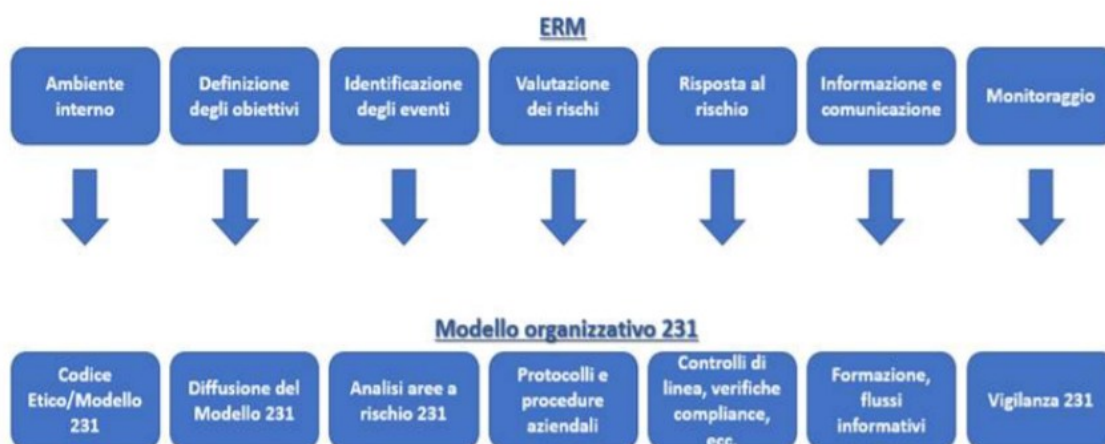 ERM
Ambiente
interno
Definizione
degli obiettivi
Identificazione
degli eventi
Valutazione
dei rischi
Risposta al
rischio
Informazione e
comunicazione
Monitoraggio
Modello organizzativo 231
Codice
Etico/Modello
231
Diffusione del
Modello 231
Analisi aree a
rischio 231
Protocolli e
procedure
aziendali
Controlli di
linea, verifiche
compliance,
ecc
Formazione,
flussi
informativi
Vigilanza 231